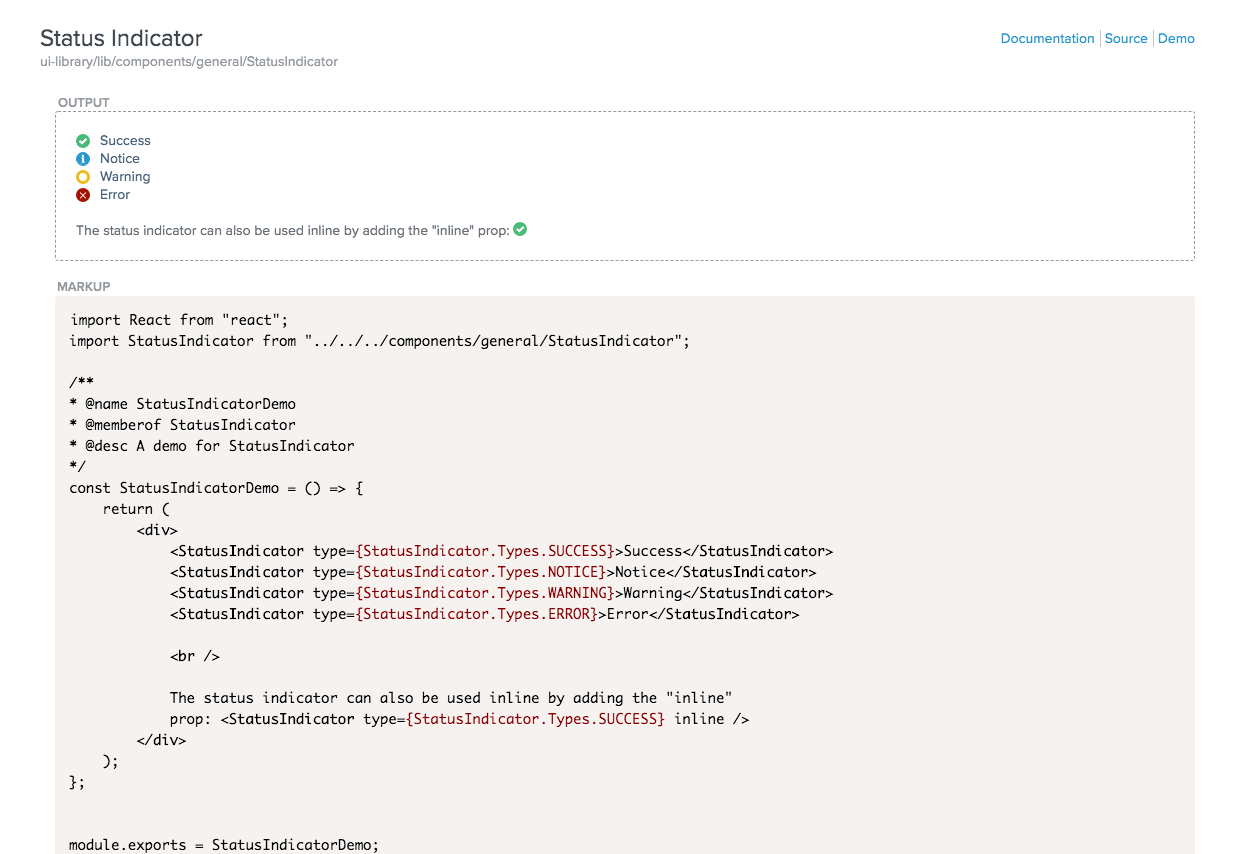 Status Indicator
Documentation | Source | Demo
ui-library/lib/components/general/StatusIndicator
OUTPUT
Success
Notice
Warning
Error
The status indicator can also be used inline by adding the "inline" prop:
MARKUP
import React from "react";
import StatusIndicator from "../../../components/general/StatusIndicator";
/**
* @name StatusIndicatorDemo
* @memberof StatusIndicator
* @desc A demo for StatusIndicator
*/
const StatusIndicatorDemo = () => {
    return (
        <div>
            <StatusIndicator type={StatusIndicator.Types.SUCCESS}>Success</StatusIndicator>
            <StatusIndicator type={StatusIndicator.Types.NOTICE}>Notice</StatusIndicator>
            <StatusIndicator type={StatusIndicator.Types.WARNING}>Warning</StatusIndicator>
            <StatusIndicator type={StatusIndicator.Types.ERROR}>Error</StatusIndicator>
            <br />
            The status indicator can also be used inline by adding the "inline"
            prop: <StatusIndicator type={StatusIndicator.Types.SUCCESS} inline />
        </div>
    );
};
module.exports = StatusIndicatorDemo;